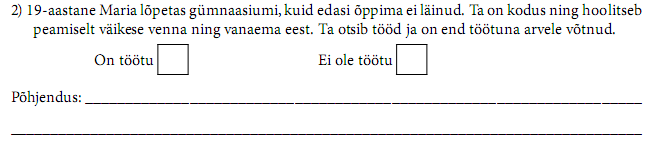 2) 19-aastane Maria lõpetas gümnaasiumi, kuid edasi õppima ei läinud. Ta on kodus ning hoolitseb
peamiselt väikese venna ning vanaema eest. Ta otsib tööd ja on end töötuna arvele võtnud.
On töötu Ei ole töötu
Põhjendus: